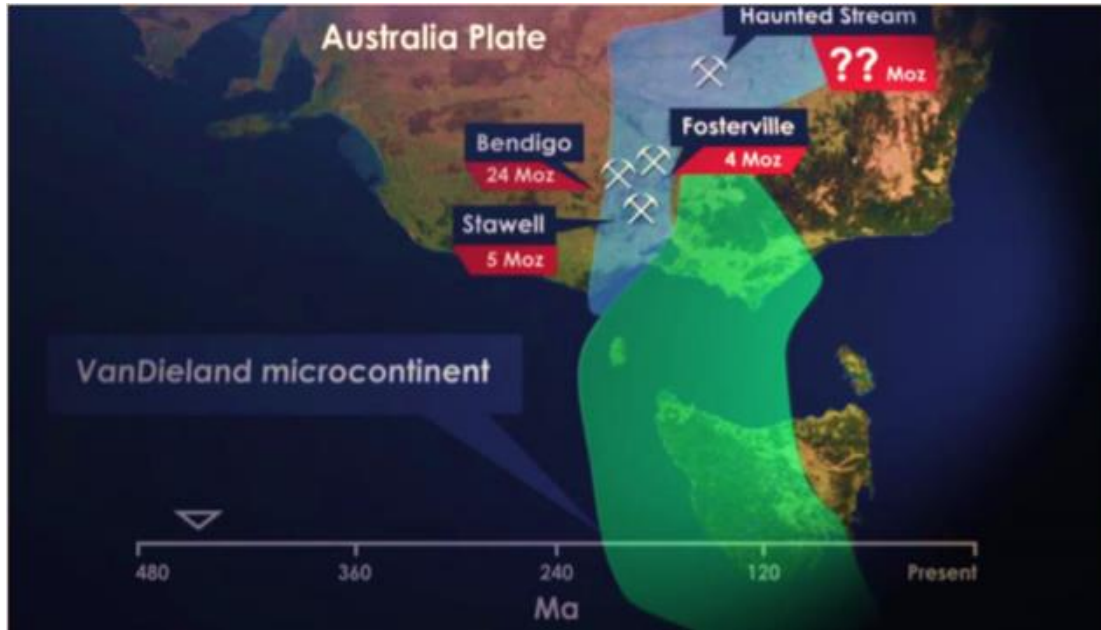 Haunted Stream
Australia Plate
?? Moz
Fosterville
Bendigo
4 Moz
24 Moz
Stawell
5 Moz
VanDieland microcontinent
480 360 240 120 Present
Ma